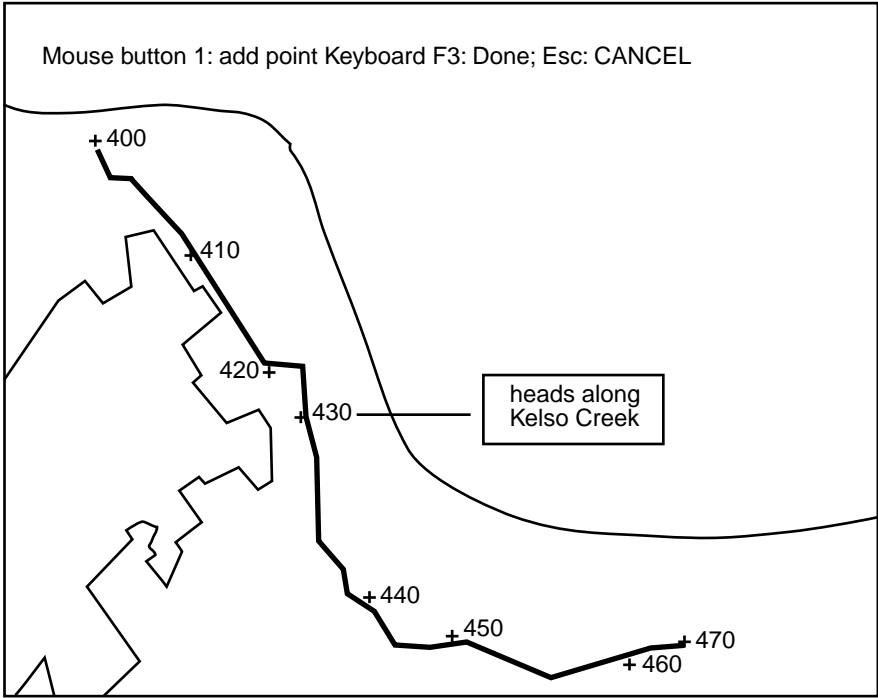 Mouse button 1: add point Keyboard F3: Done; Esc: CANCEL
400
410
420
430
heads along
Kelso Creek
440
450
470
460